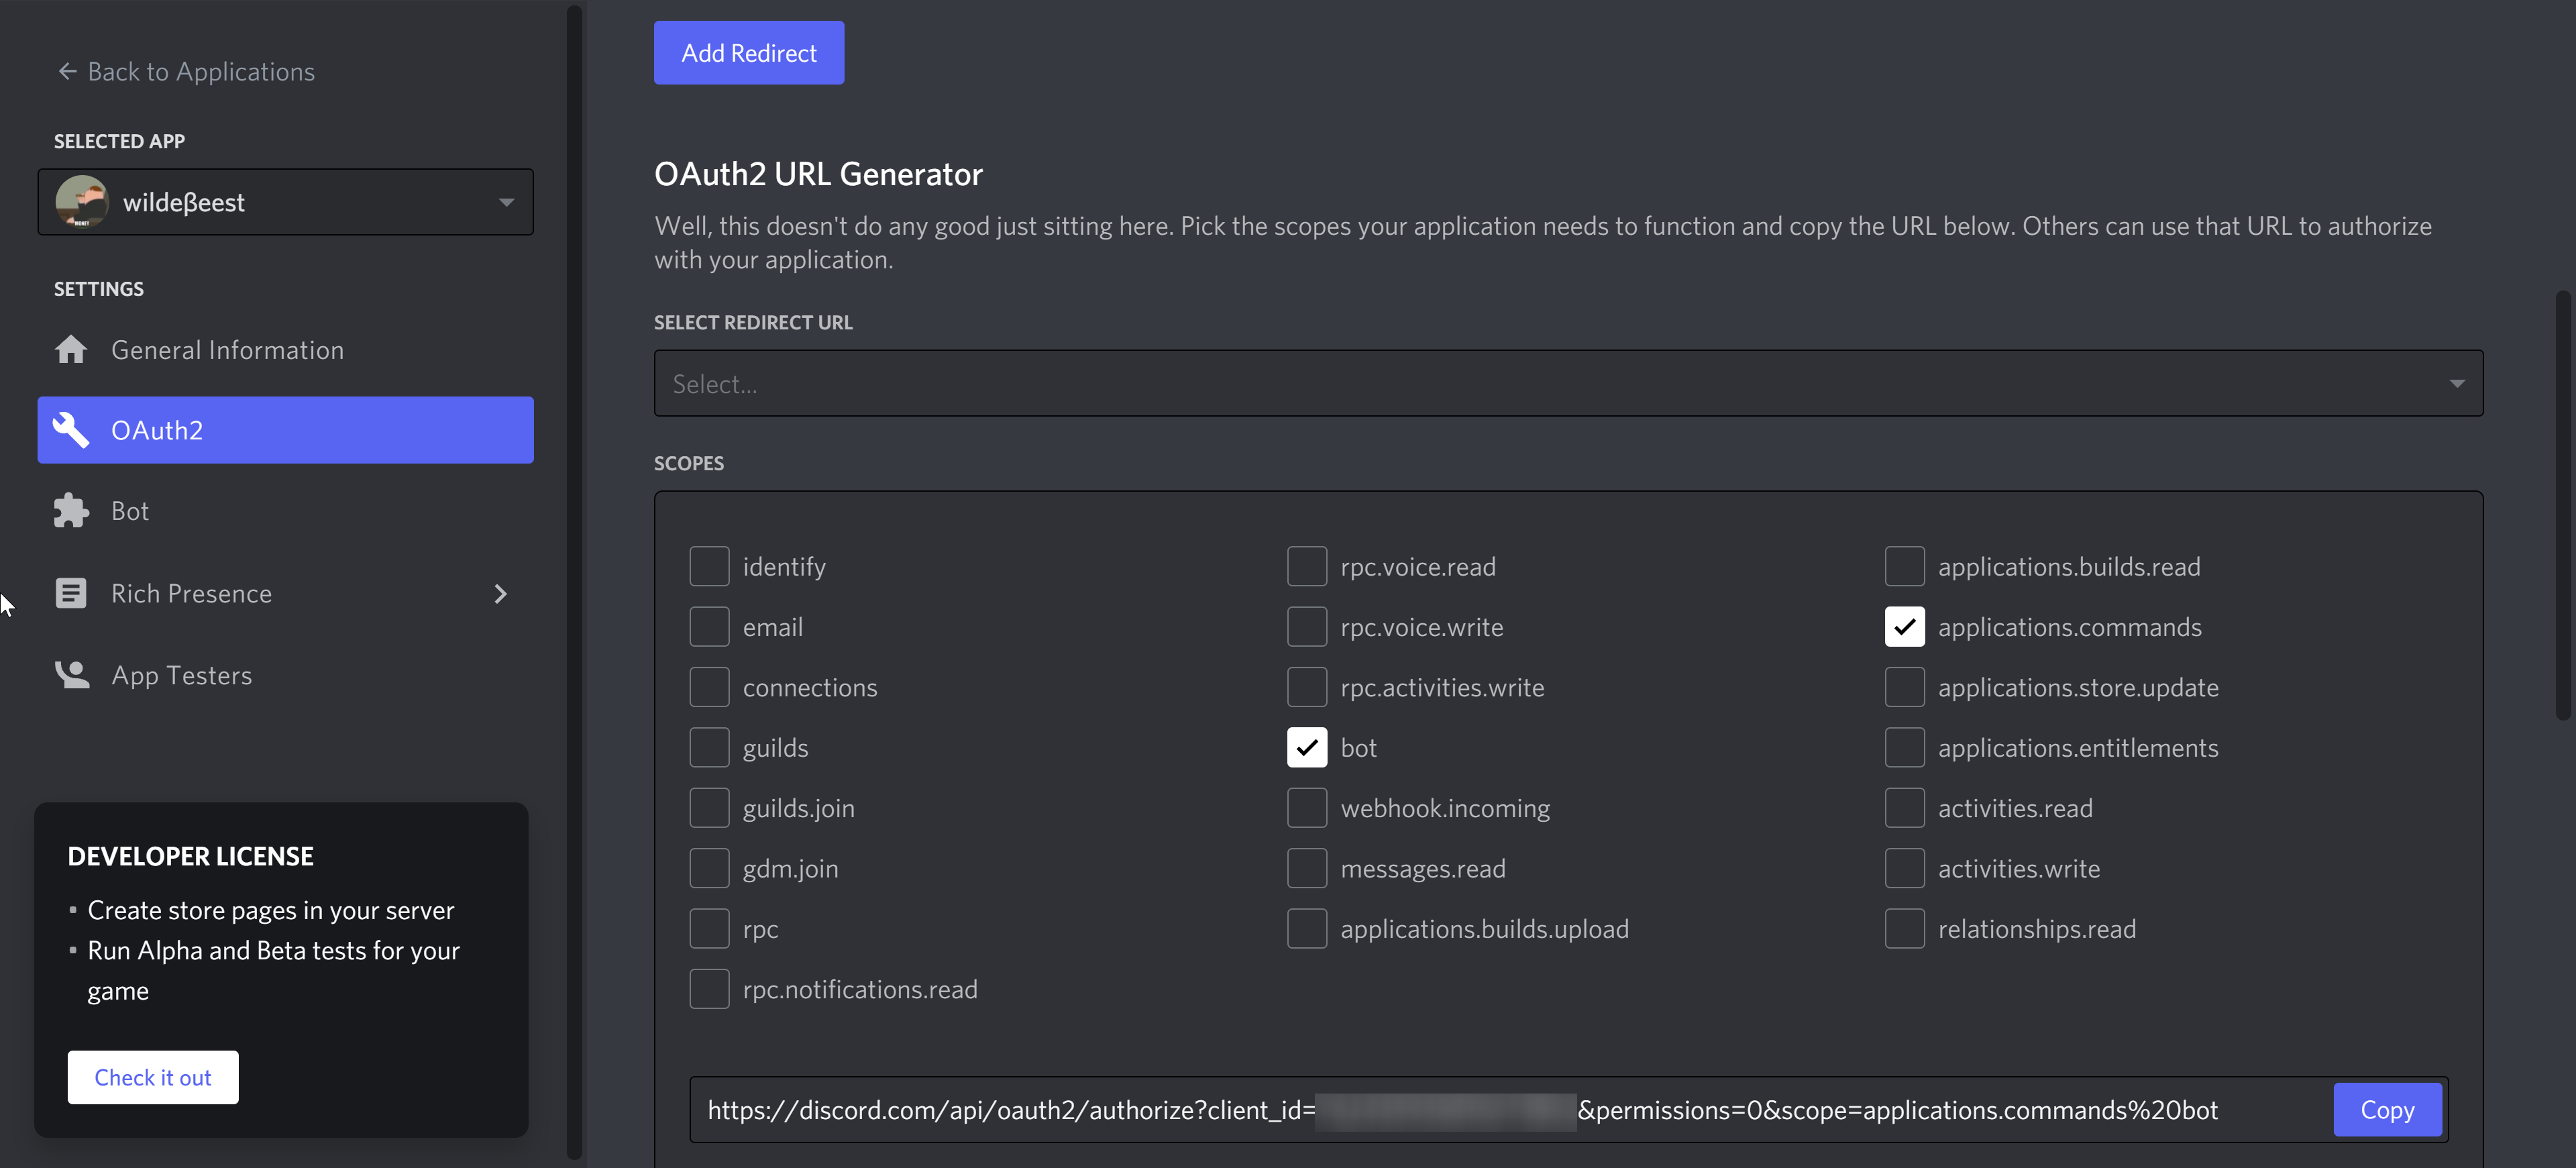 ← Back to Applications
SELECTED APP
wildeβeest
SETTINGS
General Information
OAuth2
Bot
Rich Presence
App Testers
DEVELOPER LICENSE
▪ Create store pages in your server
▪ Run Alpha and Beta tests for your
game
Check it out
Add Redirect
OAuth2 URL Generator
Well, this doesn't do any good just sitting here. Pick the scopes your application needs to function and copy the URL below. Others can use that URL to authorize
with your application.
SELECT REDIRECT URL
Select...
SCOPES
identify
email
connections
guilds
guilds.join
gdm.join
rpc
rpc.notifications.read
rpc.voice.read
rpc.voice.write
rpc.activities.write
bot
webhook.incoming
messages.read
applications.builds.upload
applications.builds.read
applications.commands
applications.store.update
applications.entitlements
activities.read
activities.write
relationships.read
https://discord.com/api/oauth2/authorize?client_id= &permissions=0&scope=applications.commands%20bot
Copy